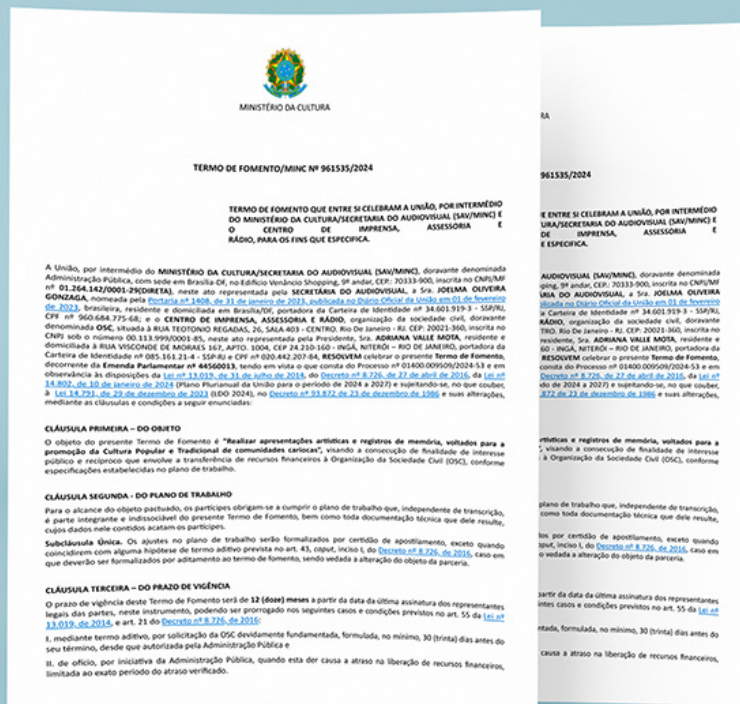 MINISTÉRIO DA CULTURA
TERMO DE FOMENTO/MINC Nº 961535/2024
TERMO DE FOMENTO QUE ENTRE SI CELEBRAM A UNIÃO, POR INTERMÉDIO
DO MINISTÉRIO DA CULTURA/SECRETARIA DO AUDIOVISUAL (SAV/MINC) E
O CENTRO DE IMPRENSA, ASSESSORIA E
RÁDIO, PARA OS FINS QUE ESPECIFICA.
A União, por intermédio do MINISTÉRIO DA CULTURA/SECRETARIA DO AUDIOVISUAL (SAV/MINC), doravante denominada
Administração Pública, com sede em Brasília-DF, no Edifício Venâncio Shopping, 9º andar, CEP.: 70333-900, inscrita no CNPJ/MF
nº 01.264.142/0001-29(DIRETA), neste ato representada pela SECRETÁRIA DO AUDIOVISUAL, a Sra. JOELMA OLIVEIRA
GONZAGA, nomeada pela Portaria nº 1408, de 31 de janeiro de 2023, publicada no Diário Oficial da União em 01 de fevereiro
de 2023, brasileira, residente e domiciliada em Brasília/DF, portadora da Carteira de Identidade nº 34.601.919-3 - SSP/RJ,
CPF nº 960.684.775-68; e o CENTRO DE IMPRENSA, ASSESSORIA E RÁDIO, organização da sociedade civil, doravante
denominada OSC, situada à RUA TEOTONIO REGADAS, 26, SALA 403 - CENTRO. Rio De Janeiro - RJ. CEP: 20021-360, inscrita no
CNPJ sob o número 00.113.999/0001-85, neste ato representada pelo Presidente, Sra. ADRIANA VALLE MOTA, residente e
domiciliada à RUA VISCONDE DE MORAES 167, APTO. 1004, CEP 24.210-160 - INGÁ, NITERÓI – RIO DE JANEIRO, portadora da
Carteira de Identidade nº 085.161.21-4 - SSP-RJ e CPF nº 020.442.207-84, RESOLVEM celebrar o presente Termo de Fomento,
decorrente da Emenda Parlamentar nº 44560013, tendo em vista o que consta do Processo nº 01400.009509/2024-53 e em
observância às disposições da Lei nº 13.019, de 31 de julho de 2014, do Decreto nº 8.726, de 27 de abril de 2016, da Lei nº
14.802, de 10 de janeiro de 2024 (Plano Plurianual da União para o período de 2024 a 2027) e sujeitando-se, no que couber,
à Lei 14.791, de 29 de dezembro de 2023 (LDO 2024), no Decreto nº 93.872 de 23 de dezembro de 1986 e suas alterações,
mediante as cláusulas e condições a seguir enunciadas:
CLÁUSULA PRIMEIRA – DO OBJETO
O objeto do presente Termo de Fomento é "Realizar apresentações artísticas e registros de memória, voltados para a
promoção da Cultura Popular e Tradicional de comunidades cariocas", visando a consecução de finalidade de interesse
público e recíproco que envolve a transferência de recursos financeiros à Organização da Sociedade Civil (OSC), conforme
especificações estabelecidas no plano de trabalho.
CLÁUSULA SEGUNDA - DO PLANO DE TRABALHO
Para o alcance do objeto pactuado, os partícipes obrigam-se a cumprir o plano de trabalho que, independente de transcrição,
é parte integrante e indissociável do presente Termo de Fomento, bem como toda documentação técnica que dele resulte,
cujos dados nele contidos acatam os partícipes.
Subcláusula Única. Os ajustes no plano de trabalho serão formalizados por certidão de apostilamento, exceto quando
coincidirem com alguma hipótese de termo aditivo prevista no art. 43, caput, inciso I, do Decreto nº 8.726, de 2016, caso em
que deverão ser formalizados por aditamento ao termo de fomento, sendo vedada a alteração do objeto da parceria.
CLÁUSULA TERCEIRA – DO PRAZO DE VIGÊNCIA
O prazo de vigência deste Termo de Fomento será de 12 (doze) meses a partir da data da última assinatura dos representantes
legais das partes, neste instrumento, podendo ser prorrogado nos seguintes casos e condições previstos no art. 55 da Lei nº
13.019, de 2014, e art. 21 do Decreto nº 8.726, de 2016:
I. mediante termo aditivo, por solicitação da OSC devidamente fundamentada, formulada, no mínimo, 30 (trinta) dias antes do
seu término, desde que autorizada pela Administração Pública e
II. de ofício, por iniciativa da Administração Pública, quando esta der causa a atraso na liberação de recursos financeiros,
limitada ao exato período do atraso verificado.
RA
961535/2024
E ENTRE SI CELEBRAM A UNIÃO, POR INTERMÉDIO
URA/SECRETARIA DO AUDIOVISUAL (SAV/MINC) E
DE IMPRENSA, ASSESSORIA E
E ESPECIFICA.